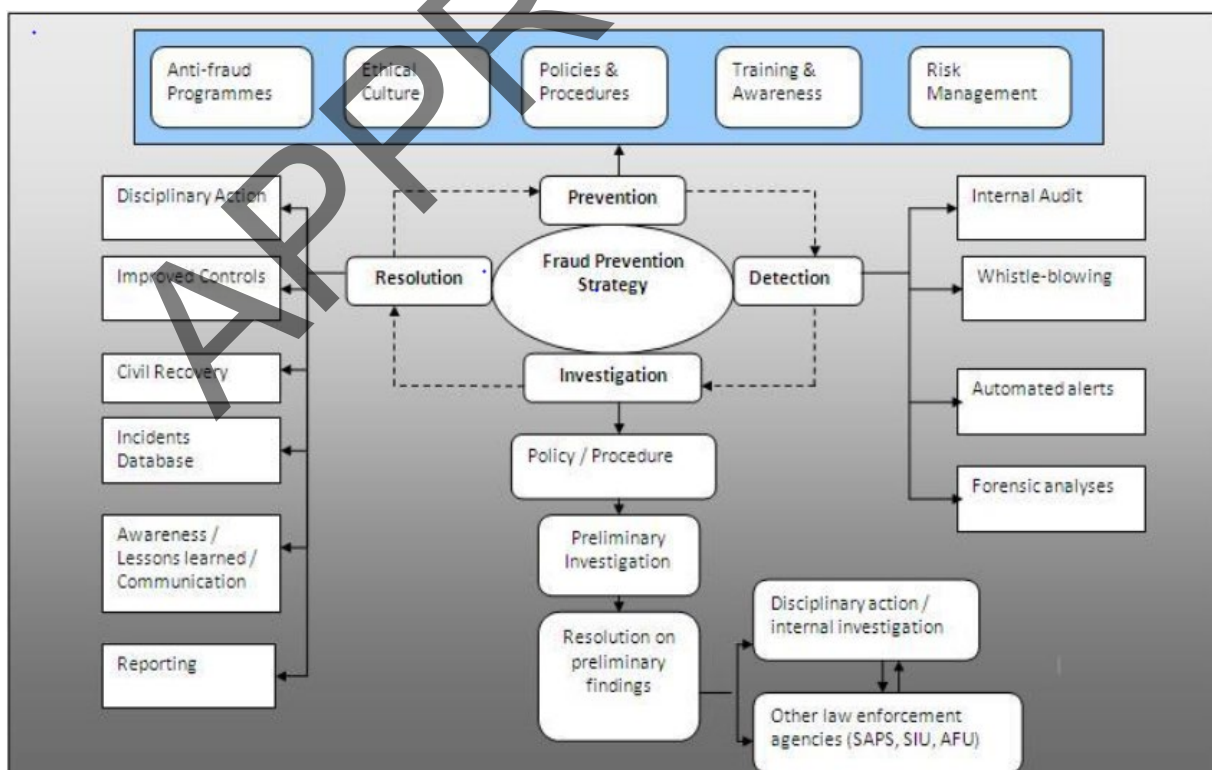 Anti-fraud
Programmes
Ethical
Culture
Policies &
Procedures
Training &
Awareness
Risk
Management
Prevention
Disciplinary Action
Internal Audit
Improved Controls
Resolution
Fraud Prevention
Strategy
Detection
Whistle-blowing
Civil Recovery
Investigation
Automated alerts
Incidents
Database
Policy / Procedure
Forensic analyses
Awareness /
Lessons learned /
Communication
Preliminary
Investigation
Reporting
Resolution on
preliminary
findings
Disciplinary action /
internal investigation
Other law enforcement
agencies (SAPS, SIU, AFU)
APPR